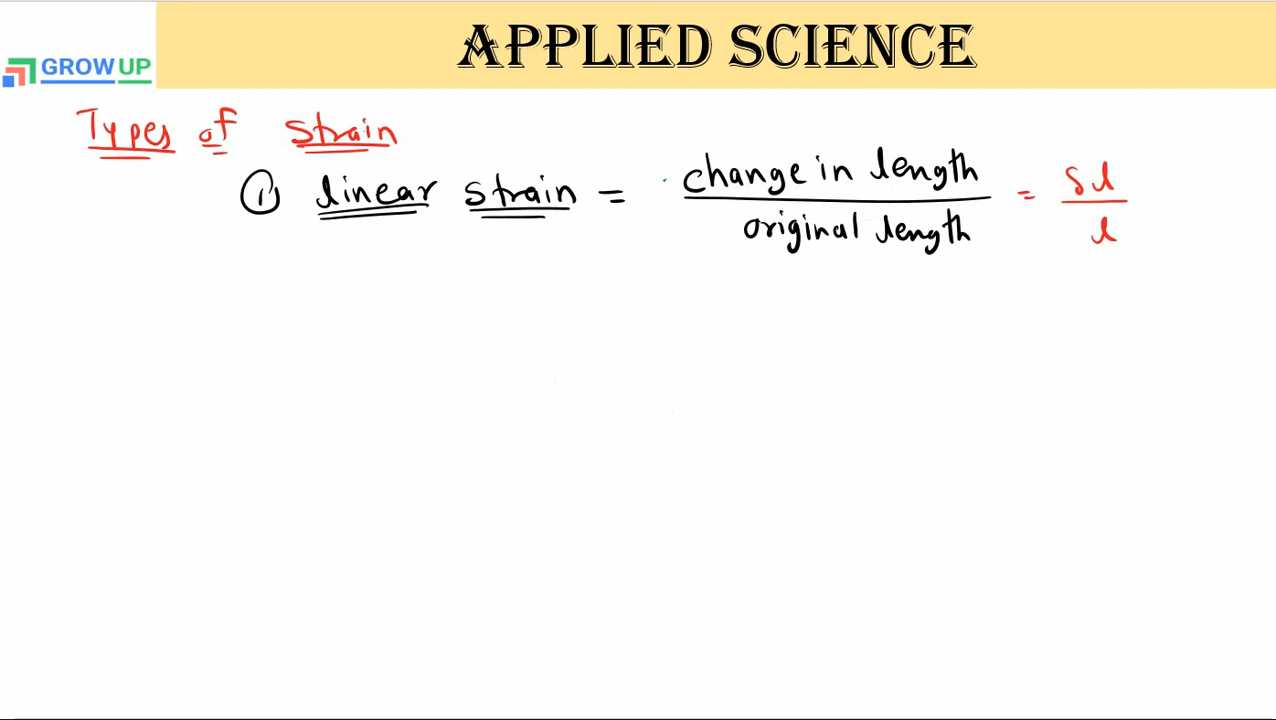 APPLIED SCIENCE
GROW UP
Types of Strain
① linear strain = change in length / original length = δl / l